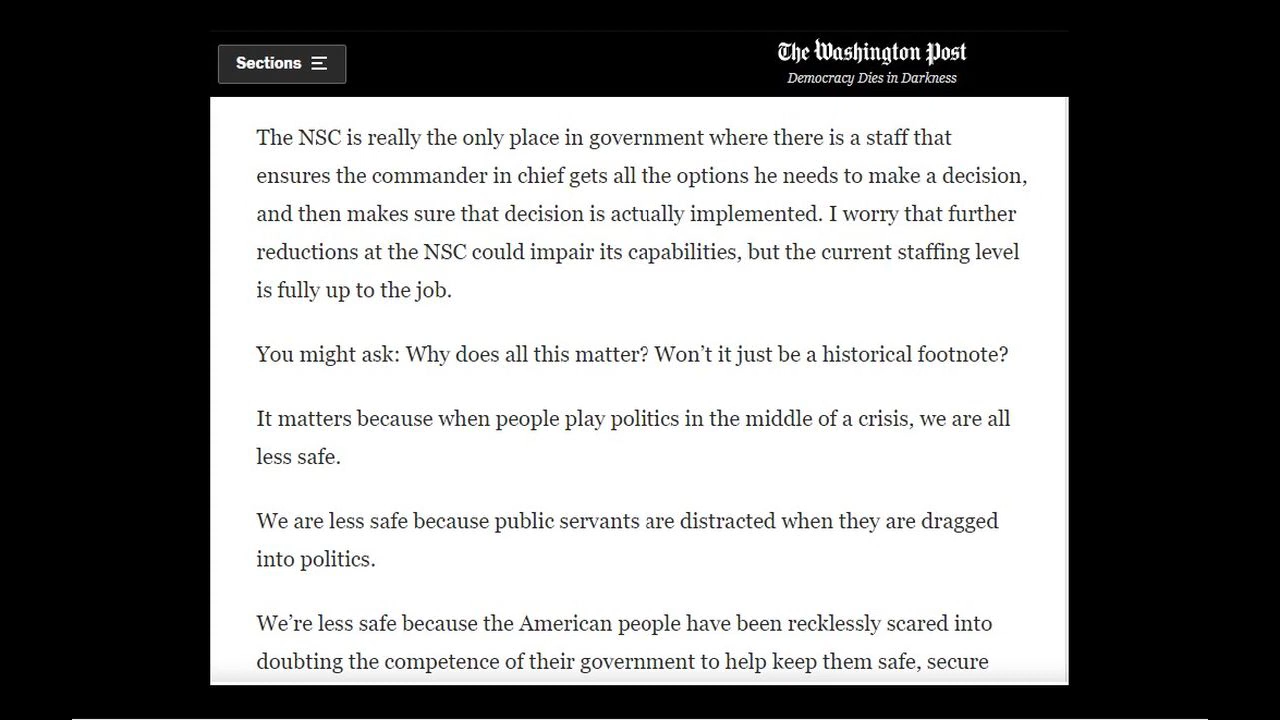 Sections
The Washington Post
Democracy Dies in Darkness
The NSC is really the only place in government where there is a staff that
ensures the commander in chief gets all the options he needs to make a decision,
and then makes sure that decision is actually implemented. I worry that further
reductions at the NSC could impair its capabilities, but the current staffing level
is fully up to the job.
You might ask: Why does all this matter? Won’t it just be a historical footnote?
It matters because when people play politics in the middle of a crisis, we are all
less safe.
We are less safe because public servants are distracted when they are dragged
into politics.
We’re less safe because the American people have been recklessly scared into
doubting the competence of their government to help keep them safe, secure